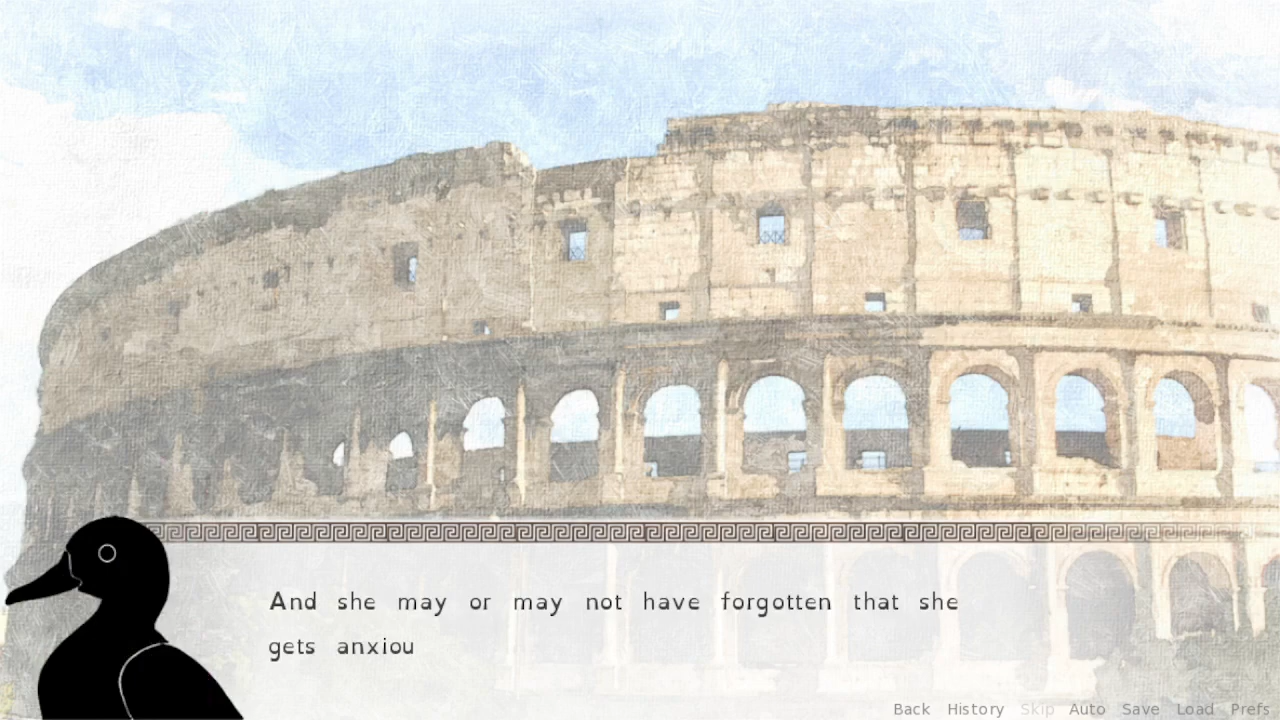 And she may or may not have forgotten that she
gets anxiou
Back History Skip Auto Save Load Prefs